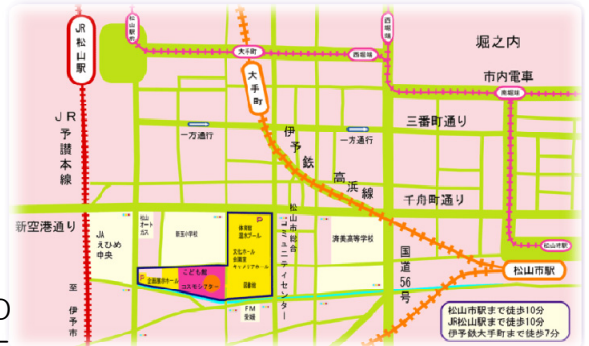 JR松山駅
松山駅前
大手町
西堀端
西堀端
堀之内
市内電車
南堀端
大手町
JR予讃本線
一方通行
一方通行
三番町通り
伊予鉄高浜線
千舟町通り
新空港通り
JAえひめ中央
松山オートガス
新玉小学校
P
体育館
温水プール
文化ホール
図書館
松山市総合コミュニティセンター
済美高等学校
国道56号
松山市駅
松山市駅
P
企画展示ホール
こども館
コスモシアター
FM愛媛
至伊予市
松山市駅まで徒歩10分
JR松山駅まで徒歩10分
伊予鉄大手町まで徒歩7分